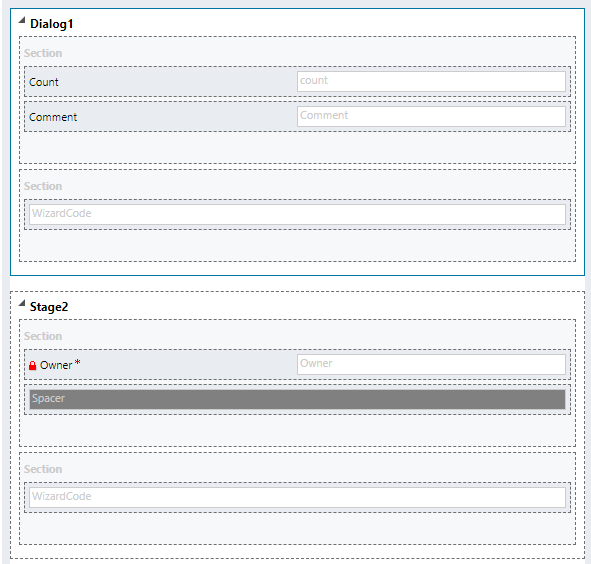 Dialog1
Section
Count count
Comment Comment
Section
WizardCode
Stage2
Section
Owner* Owner
Spacer
Section
WizardCode